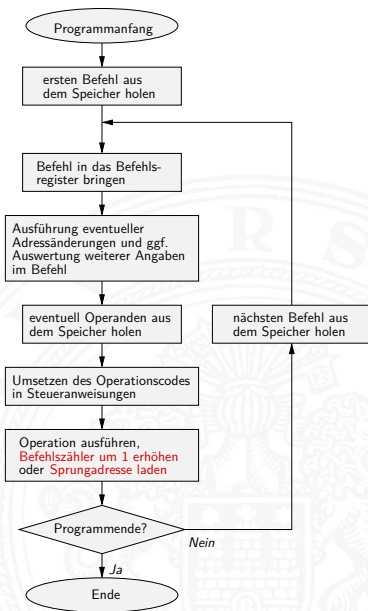 Programmanfang
ersten Befehl aus
dem Speicher holen
Befehl in das Befehls-
register bringen
Ausführung eventueller
Adressänderungen und ggf.
Auswertung weiterer Angaben
im Befehl
eventuell Operanden aus
dem Speicher holen
nächsten Befehl aus
dem Speicher holen
Umsetzen des Operationscodes
in Steueranweisungen
Operation ausführen,
Befehlszähler um 1 erhöhen
oder Sprungadresse laden
Programmende?
Nein
Ja
Ende
R S